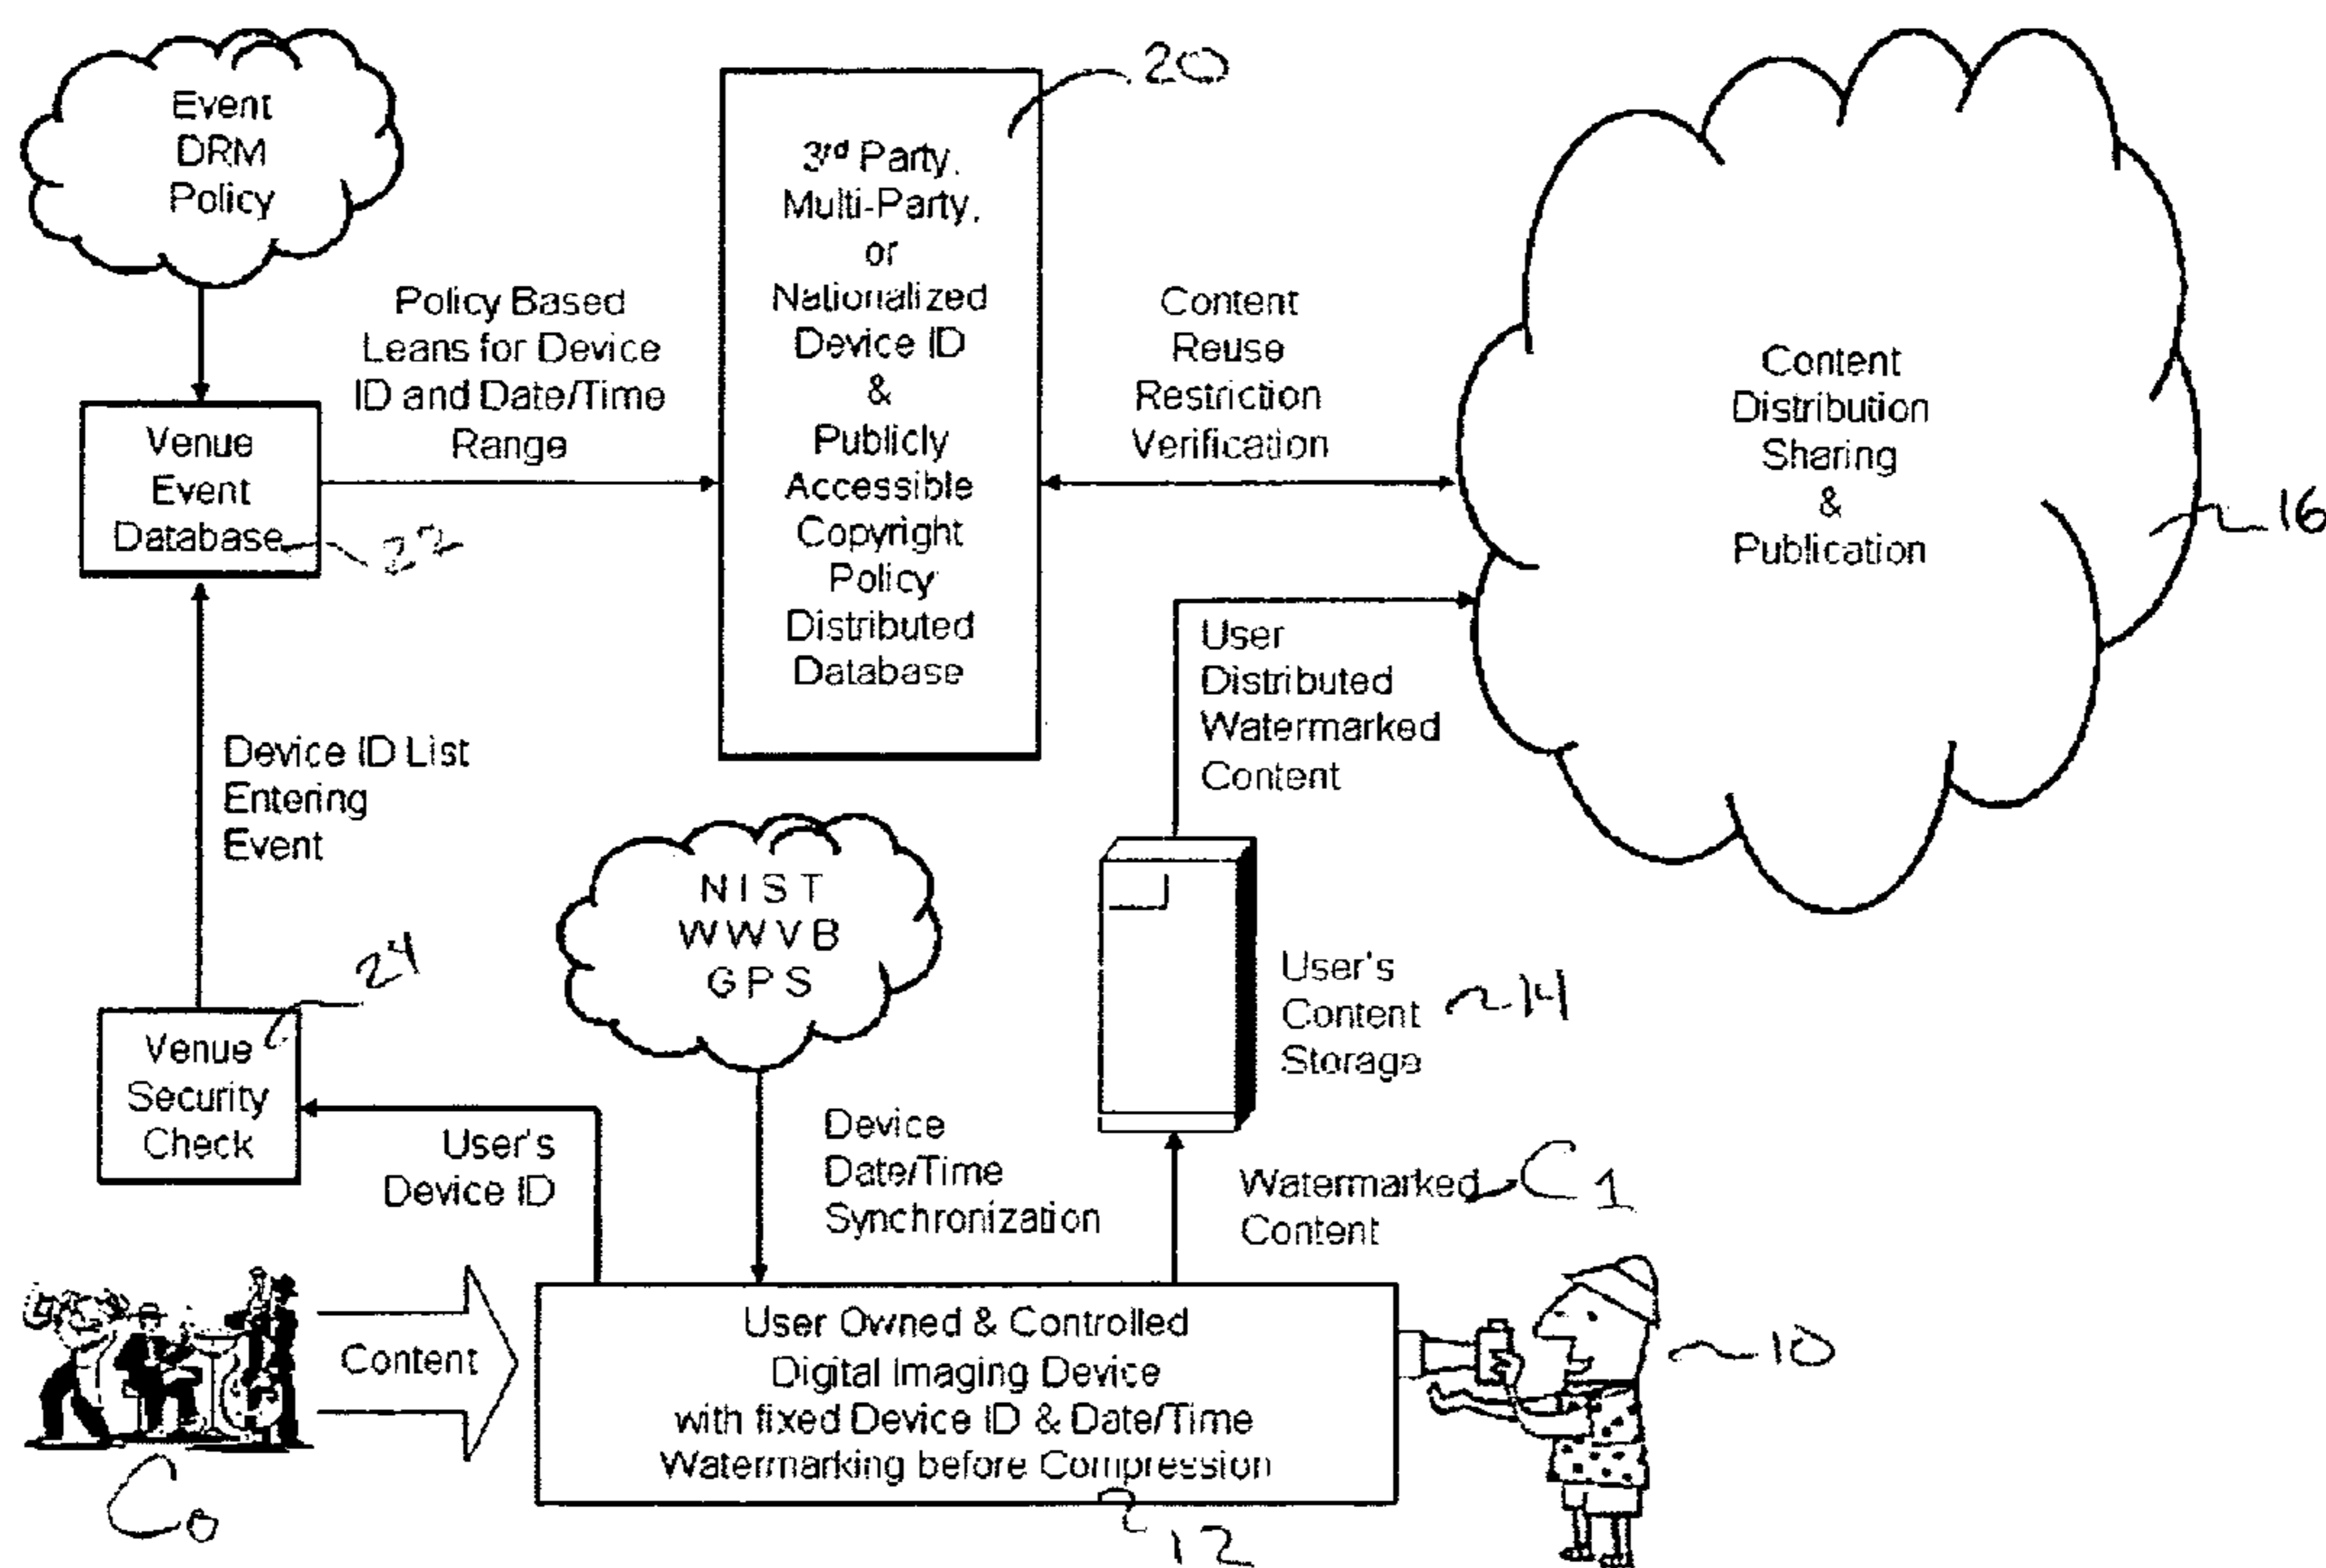 Event
DRM
Policy
20
3rd Party,
Multi-Party,
or
Nationalized
Device ID
&
Publicly
Accessible
Copyright
Policy
Distributed
Database
Policy Based
Leans for Device
ID and Date/Time
Range
Content
Reuse
Restriction
Verification
Content
Distribution
Sharing
&
Publication
16
Venue
Event
Database
22
User
Distributed
Watermarked
Content
Device ID List
Entering
Event
NIST
WWVB
GPS
24
Venue
Security
Check
User's
Content
Storage
14
User's
Device ID
Device
Date/Time
Synchronization
Watermarked
Content
C1
Content
C0
User Owned & Controlled
Digital Imaging Device
with fixed Device ID & Date/Time
Watermarking before Compression
12
10